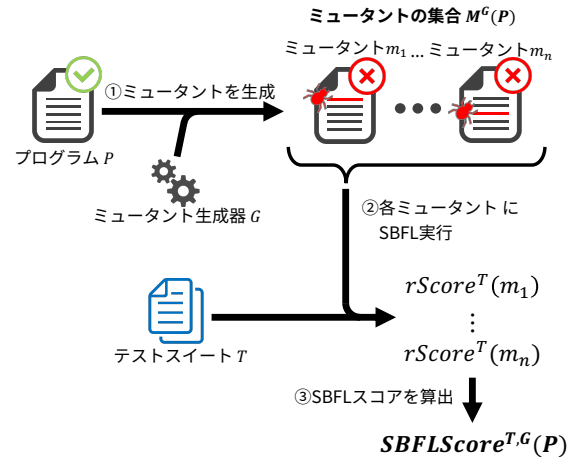 ミュータントの集合 M^G(P)
ミュータントm₁ … ミュータントmₙ
①ミュータントを生成
プログラム P
ミュータント生成器 G
②各ミュータント に
SBFL実行
rScore^T(m₁)
⋮
rScore^T(mₙ)
テストスイート T
③SBFLスコアを算出
SBFLScore^{T,G}(P)